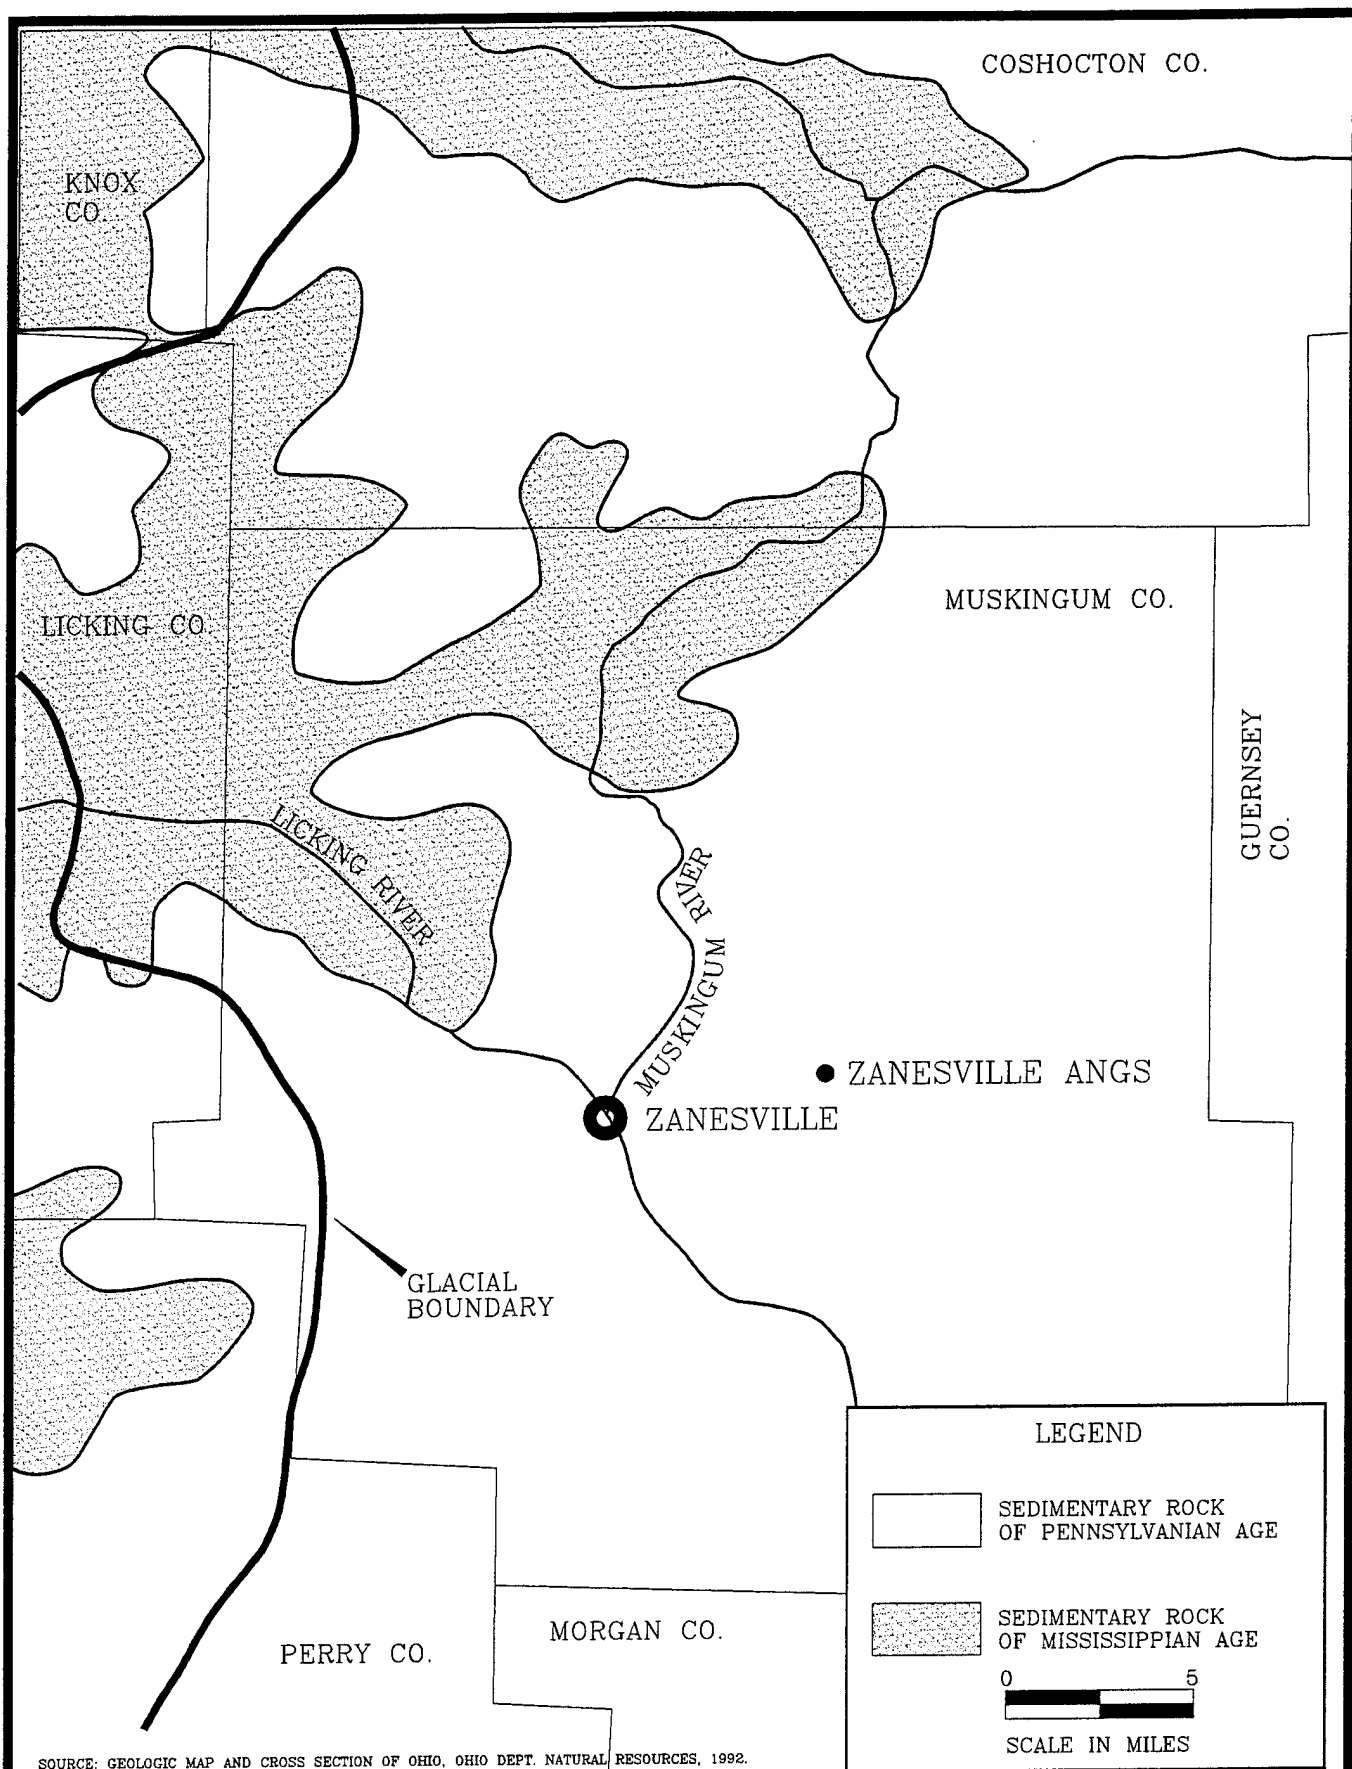 COSHOCTON CO.
KNOX
CO.
LICKING CO.
MUSKINGUM CO.
GUERNSEY
CO.
LICKING RIVER
MUSKINGUM RIVER
ZANESVILLE ANGS
ZANESVILLE
GLACIAL
BOUNDARY
PERRY CO.
MORGAN CO.
LEGEND
SEDIMENTARY ROCK
OF PENNSYLVANIAN AGE
SEDIMENTARY ROCK
OF MISSISSIPPIAN AGE
0 5
SCALE IN MILES
SOURCE: GEOLOGIC MAP AND CROSS SECTION OF OHIO, OHIO DEPT. NATURAL RESOURCES, 1992.